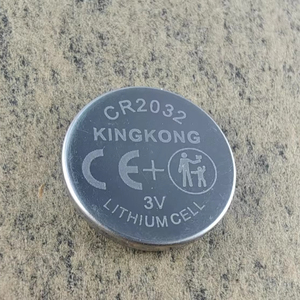 CR2032
KINGKONG
CE +
3V
LITHIUM CELL